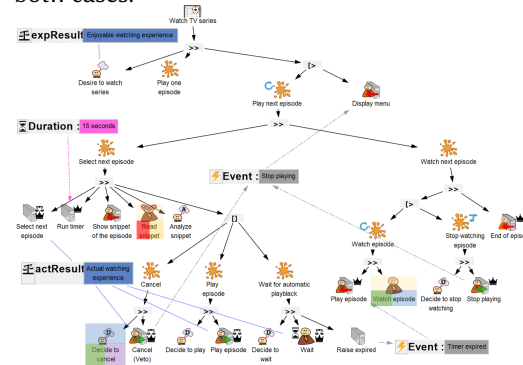 both cases.
Watch TV series
expResult
Enjoyable watching experience
>>
[>
Desire to watch
series
Play one
episode
Play next episode
Display menu
>>
Duration :
15 seconds
Select next episode
Watch next episode
Event :
Stop playing
>>
[]
[>
Select next
episode
Run timer
Show snippet
of the episode
Read
snippet
Analyze
snippet
Watch episode
Stop watching
episode
End of episode
actResult
Actual watching
experience
Cancel
Play
episode
Wait for automatic
playback
>>
>>
Play episode
Watch episode
Decide to stop
watching
Stop playing
>>
>>
>>
Decide to
cancel
Cancel
(Veto)
Decide to play
Play episode
Decide to
wait
Wait
Raise expired
Event :
Timer expired